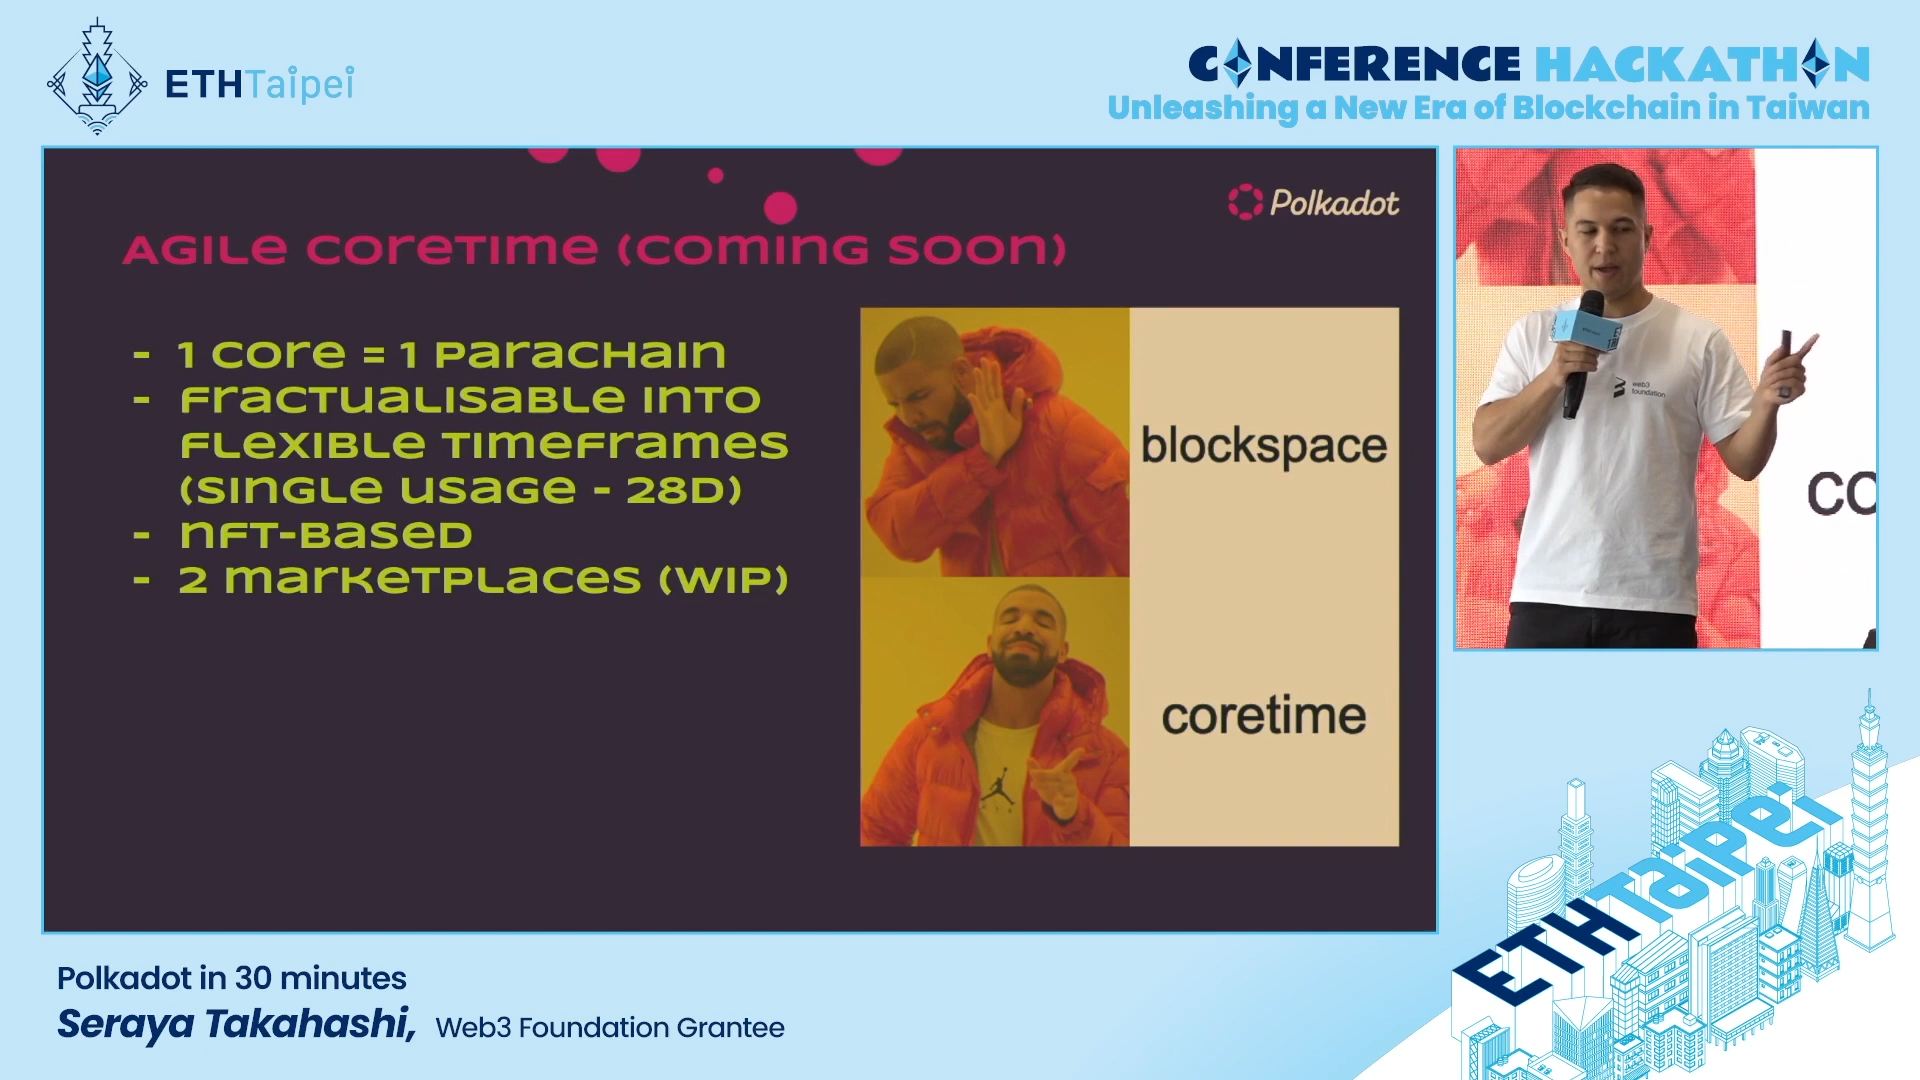 ETHTaipei
CONFERENCE HACKATHON
Unleashing a New Era of Blockchain in Taiwan
Polkadot
AGILE CORETIME (COMING SOON)
- 1 CORE = 1 PARACHAIN
- FRACTUALISABLE INTO
FLEXIBLE TIMEFRAMES
(SINGLE USAGE - 28D)
- NFT-BASED
- 2 MARKETPLACES (WIP)
blockspace
coretime
web3
foundation
co
Polkadot in 30 minutes
Seraya Takahashi, Web3 Foundation Grantee
ETHTaipei